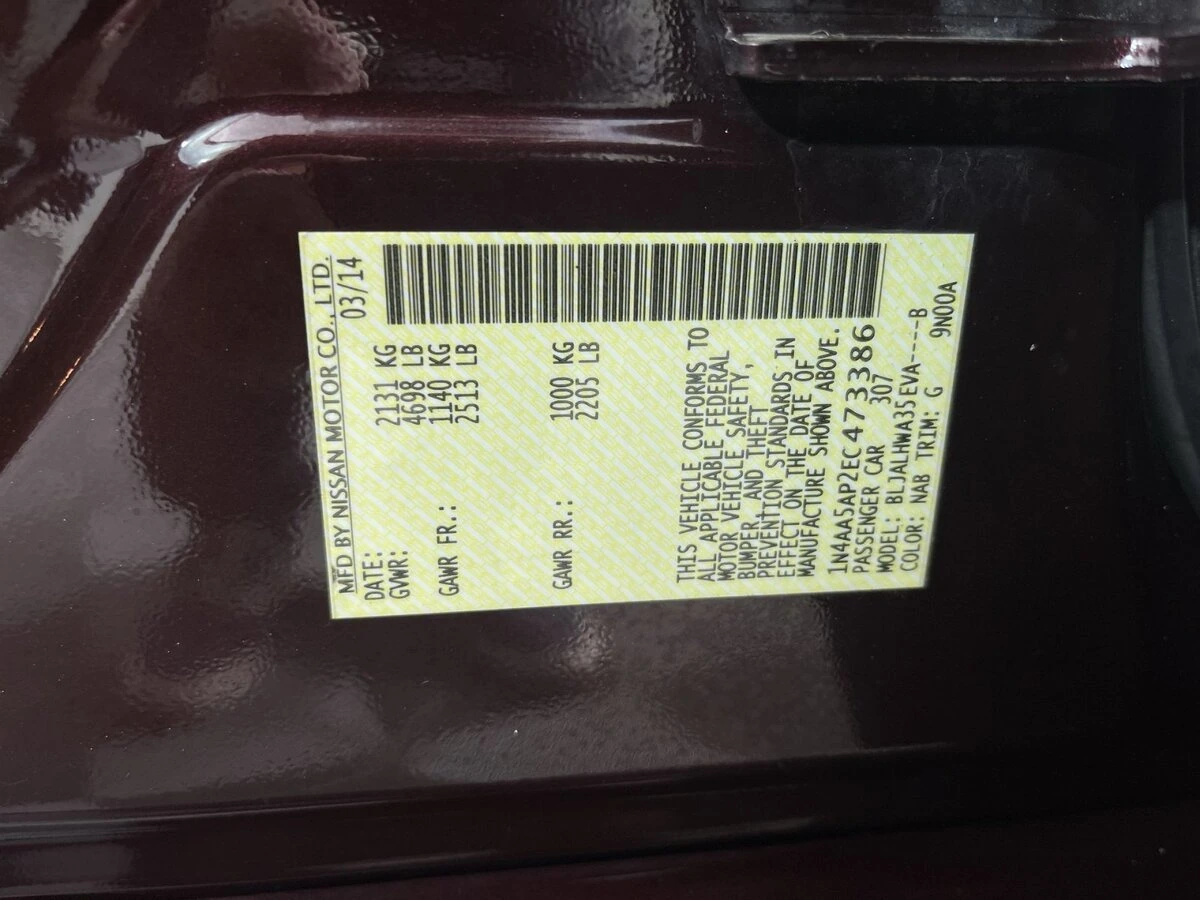 MFD BY NISSAN MOTOR CO., LTD.
DATE: 03/14
GVWR: 2131 KG
4698 LB
GAWR FR.: 1140 KG
2513 LB
GAWR RR.: 1000 KG
2205 LB
THIS VEHICLE CONFORMS TO
ALL APPLICABLE FEDERAL
MOTOR VEHICLE SAFETY,
BUMPER, AND THEFT
PREVENTION STANDARDS IN
EFFECT ON THE DATE OF
MANUFACTURE SHOWN ABOVE.
1N4AA5AP2EC473386
PASSENGER CAR 307
MODEL: BLJALHWA35EVA----B
COLOR: NAB TRIM: G 9N00A